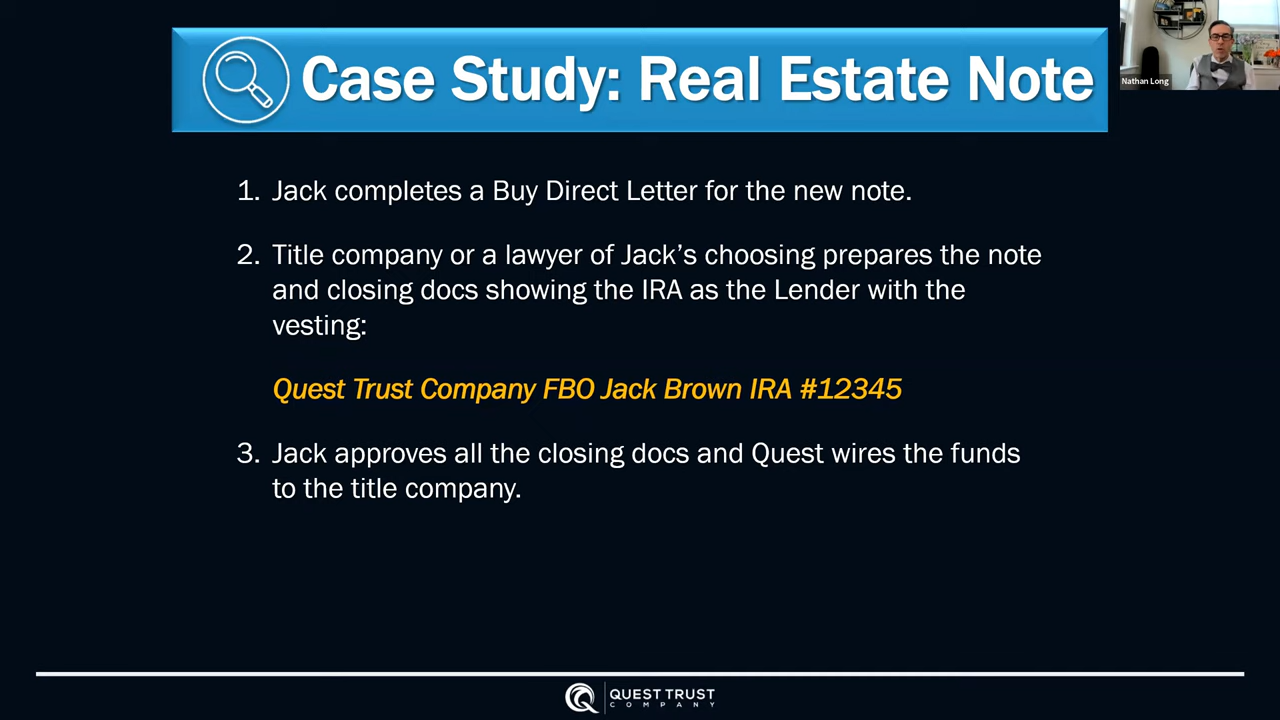 Case Study: Real Estate Note
Nathan Long
1. Jack completes a Buy Direct Letter for the new note.
2. Title company or a lawyer of Jack’s choosing prepares the note
and closing docs showing the IRA as the Lender with the
vesting:
Quest Trust Company FBO Jack Brown IRA #12345
3. Jack approves all the closing docs and Quest wires the funds
to the title company.
QUEST TRUST
COMPANY